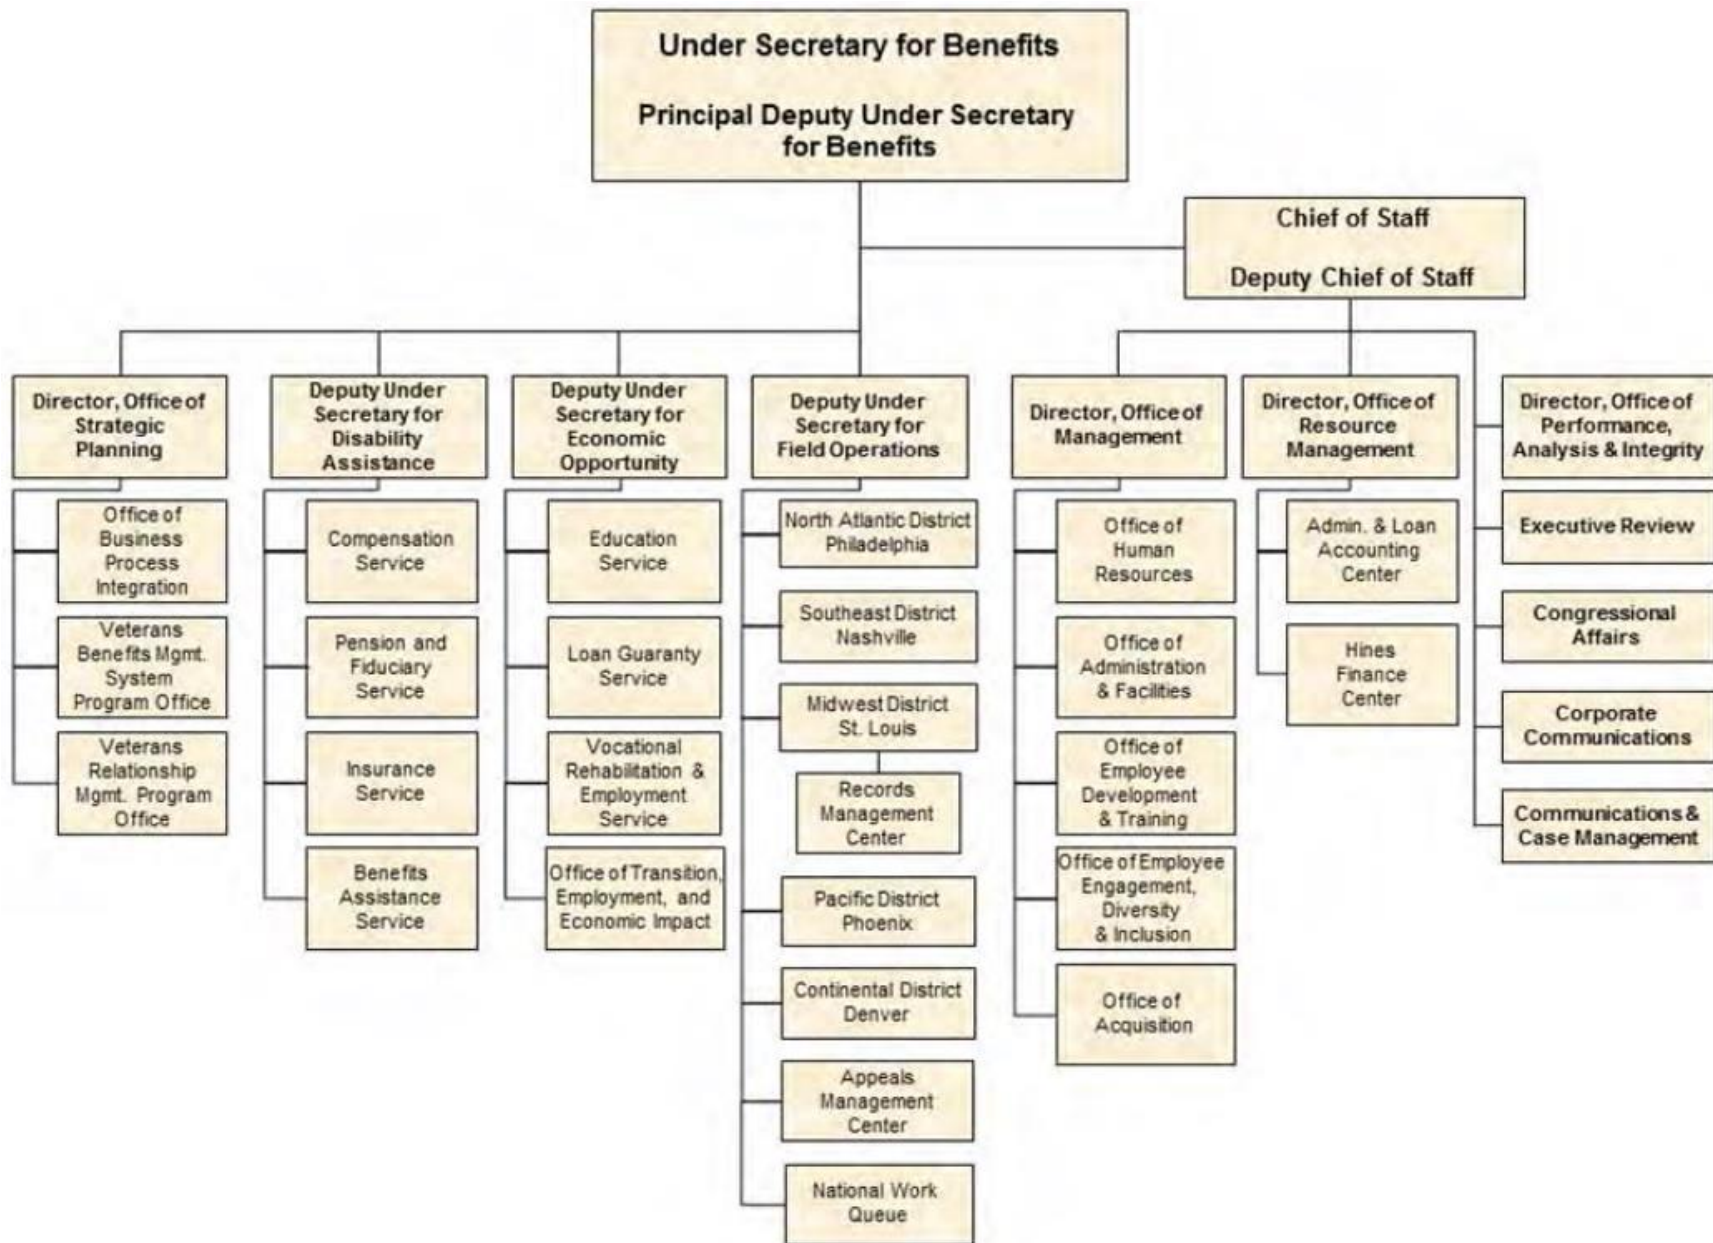 Under Secretary for Benefits
Principal Deputy Under Secretary
for Benefits
Chief of Staff
Deputy Chief of Staff
Director, Office of
Strategic
Planning
Office of
Business
Process
Integration
Veterans
Benefits Mgmt.
System
Program Office
Veterans
Relationship
Mgmt. Program
Office
Deputy Under
Secretary for
Disability
Assistance
Compensation
Service
Pension and
Fiduciary
Service
Insurance
Service
Benefits
Assistance
Service
Deputy Under
Secretary for
Economic
Opportunity
Education
Service
Loan Guaranty
Service
Vocational
Rehabilitation &
Employment
Service
Office of Transition,
Employment, and
Economic Impact
Deputy Under
Secretary for
Field Operations
North Atlantic District
Philadelphia
Southeast District
Nashville
Midwest District
St. Louis
Records
Management
Center
Pacific District
Phoenix
Continental District
Denver
Appeals
Management
Center
National Work
Queue
Director, Office of
Management
Office of
Human
Resources
Office of
Administration
& Facilities
Office of
Employee
Development
& Training
Office of Employee
Engagement,
Diversity
& Inclusion
Office of
Acquisition
Director, Office of
Resource
Management
Admin. & Loan
Accounting
Center
Hines
Finance
Center
Director, Office of
Performance,
Analysis & Integrity
Executive Review
Congressional
Affairs
Corporate
Communications
Communications &
Case Management